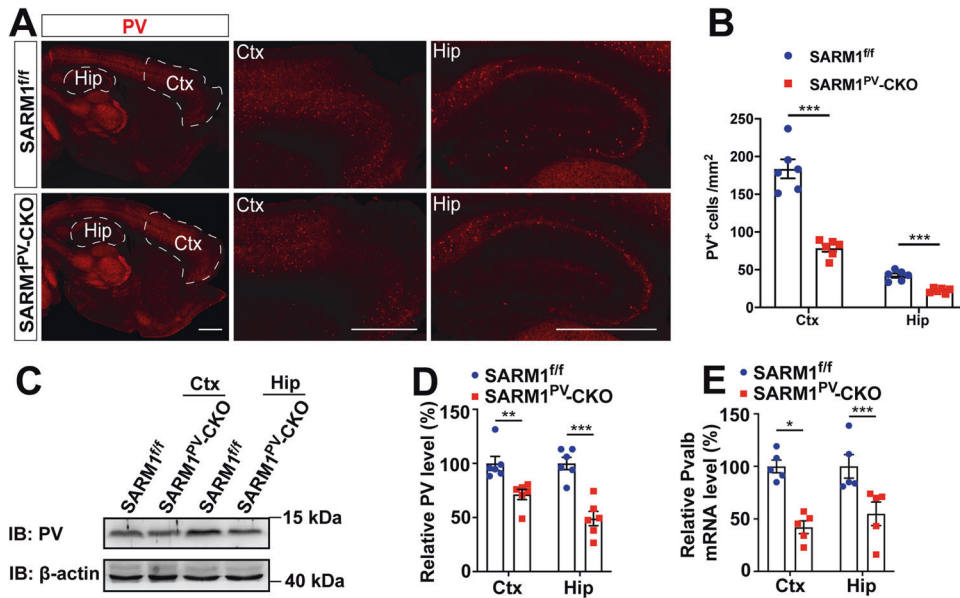 A
PV
SARM1f/f
Hip
Ctx
Ctx
Hip
SARM1PV-CKO
Hip
Ctx
Ctx
Hip
B
SARM1f/f
SARM1PV-CKO
PV+ cells /mm2
250
200
150
100
50
0
***
***
Ctx
Hip
C
Ctx
Hip
SARM1f/f
SARM1PV-CKO
SARM1f/f
SARM1PV-CKO
15 kDa
IB: PV
IB: β-actin
40 kDa
D
SARM1f/f
SARM1PV-CKO
Relative PV level (%)
150
100
50
0
**
***
Ctx
Hip
E
SARM1f/f
SARM1PV-CKO
Relative Pvalb
mRNA level (%)
150
100
50
0
*
***
Ctx
Hip